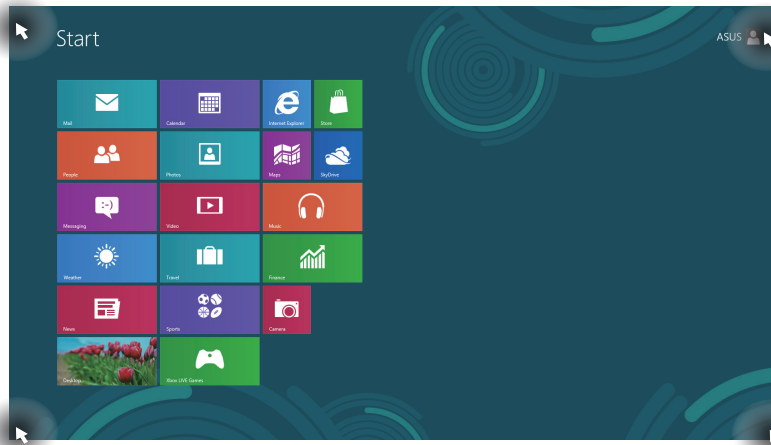 Start
ASUS
Mail
Calendar
Internet Explorer
Store
People
Photos
Maps
SkyDrive
:-)
Messaging
Video
Music
Weather
Travel
Finance
News
Sports
Camera
Desktop
Xbox LIVE Games